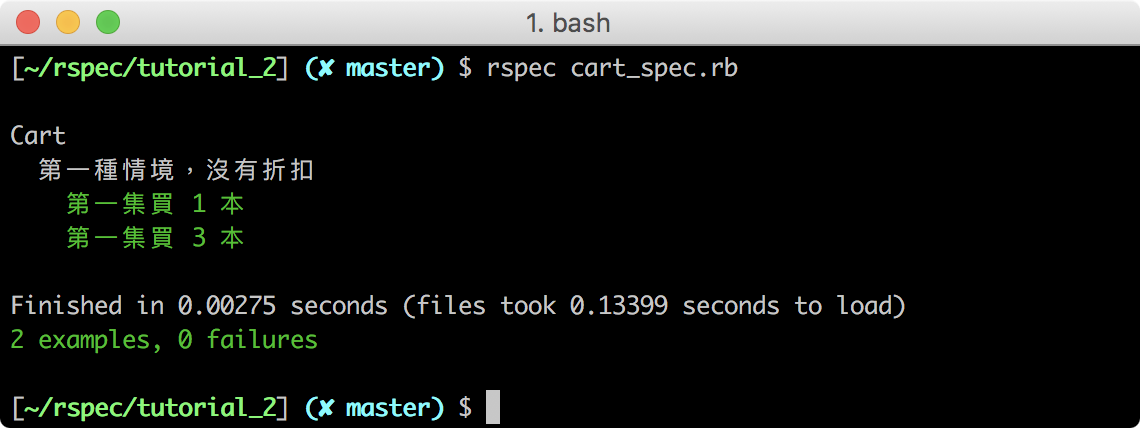 1. bash
[~/rspec/tutorial_2] (✘ master) $ rspec cart_spec.rb
Cart
第一種情境，沒有折扣
第一集買 1 本
第一集買 3 本
Finished in 0.00275 seconds (files took 0.13399 seconds to load)
2 examples, 0 failures
[~/rspec/tutorial_2] (✘ master) $